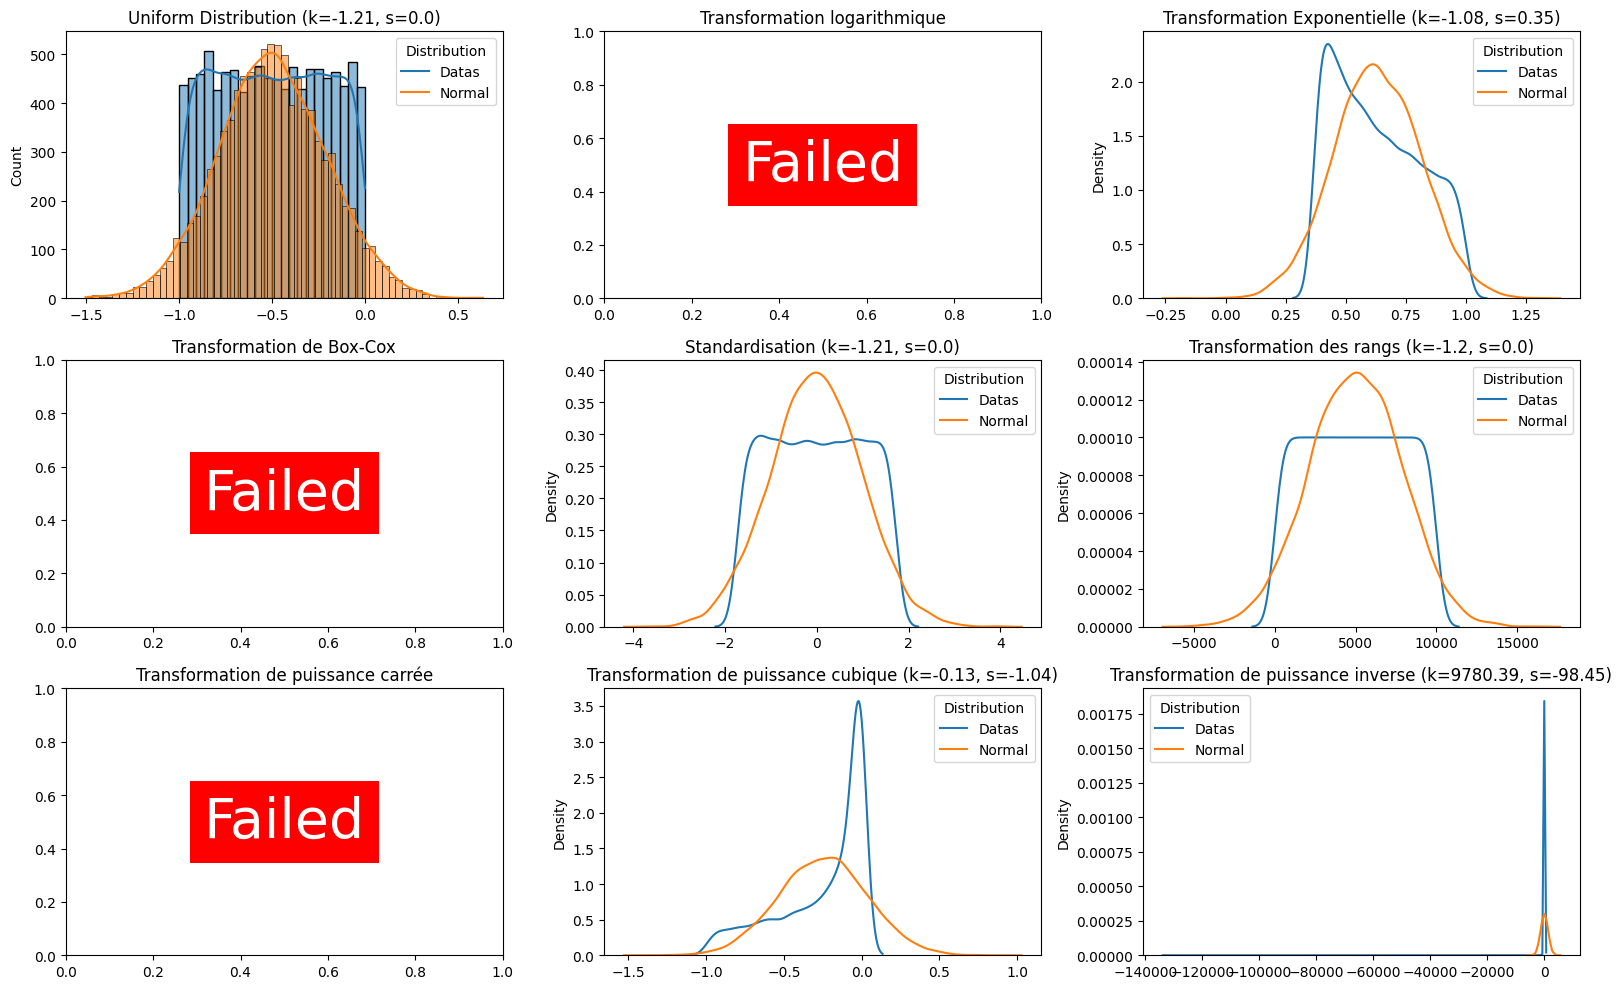 Uniform Distribution (k=-1.21, s=0.0)
Count
500
400
300
200
100
0
−1.5 −1.0 −0.5 0.0 0.5
Distribution
Datas
Normal
Transformation logarithmique
1.0
0.8
0.6
0.4
0.2
0.0
0.0 0.2 0.4 0.6 0.8 1.0
Failed
Transformation Exponentielle (k=-1.08, s=0.35)
Density
2.0
1.5
1.0
0.5
0.0
−0.25 0.00 0.25 0.50 0.75 1.00 1.25
Distribution
Datas
Normal
Transformation de Box-Cox
1.0
0.8
0.6
0.4
0.2
0.0
0.0 0.2 0.4 0.6 0.8 1.0
Failed
Standardisation (k=-1.21, s=0.0)
Density
0.40
0.35
0.30
0.25
0.20
0.15
0.10
0.05
0.00
−4 −2 0 2 4
Distribution
Datas
Normal
Transformation des rangs (k=-1.2, s=0.0)
Density
0.00014
0.00012
0.00010
0.00008
0.00006
0.00004
0.00002
0.00000
−5000 0 5000 10000 15000
Distribution
Datas
Normal
Transformation de puissance carrée
1.0
0.8
0.6
0.4
0.2
0.0
0.0 0.2 0.4 0.6 0.8 1.0
Failed
Transformation de puissance cubique (k=-0.13, s=-1.04)
Density
3.5
3.0
2.5
2.0
1.5
1.0
0.5
0.0
−1.5 −1.0 −0.5 0.0 0.5 1.0
Distribution
Datas
Normal
Transformation de puissance inverse (k=9780.39, s=-98.45)
Density
0.00175
0.00150
0.00125
0.00100
0.00075
0.00050
0.00025
0.00000
−140000 −120000 −100000 −80000 −60000 −40000 −20000 0
Distribution
Datas
Normal